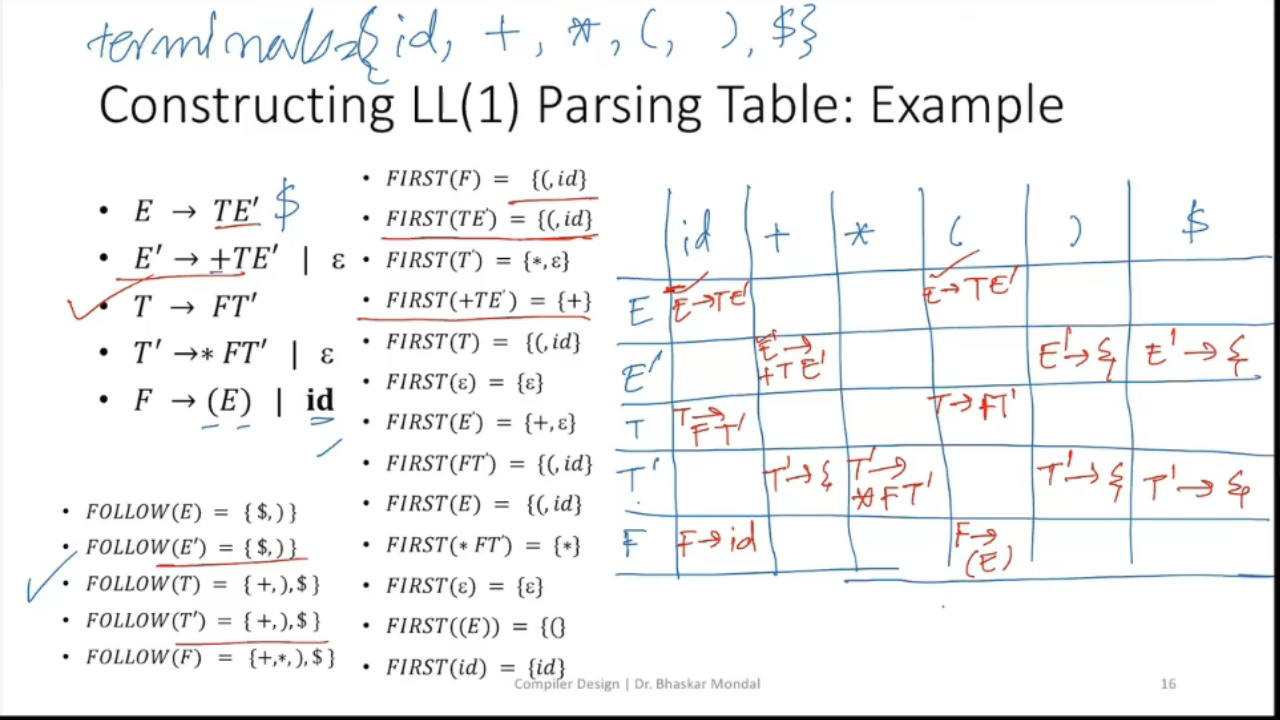 terminals={id, +, *, (, ), $}
Constructing LL(1) Parsing Table: Example
• E → TE′ $
• E′ → +TE′ | ε
• T → FT′
• T′ →∗ FT′ | ε
• F → (E) | id
• FOLLOW(E) = {$,)}
• FOLLOW(E′) = {$,)}
• FOLLOW(T) = {+,),$}
• FOLLOW(T′) = {+,),$}
• FOLLOW(F) = {+,∗,),$}
• FIRST(F) = {(,id}
• FIRST(TE′) = {(,id}
• FIRST(T′) = {∗,ε}
• FIRST(+TE′) = {+}
• FIRST(T) = {(,id}
• FIRST(ε) = {ε}
• FIRST(E′) = {+,ε}
• FIRST(FT′) = {(,id}
• FIRST(E) = {(,id}
• FIRST(∗ FT′) = {∗}
• FIRST(ε) = {ε}
• FIRST((E)) = {(}
• FIRST(id) = {id}
id + * ( ) $
E E→TE′ E→TE′
E′ E′→ +TE′ E′→ε E′→ε
T T→ FT′ T→FT′
T′ T′→ε T′→ *FT′ T′→ε T′→ε
F F→id F→ (E)
Compiler Design | Dr. Bhaskar Mondal
16